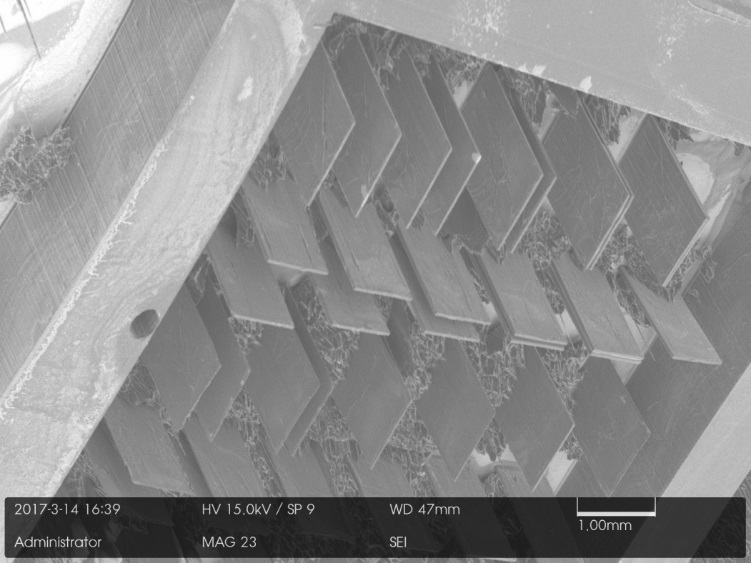 2017-3-14 16:39 HV 15.0kV / SP 9 WD 47mm
1,00mm
Administrator MAG 23 SEI